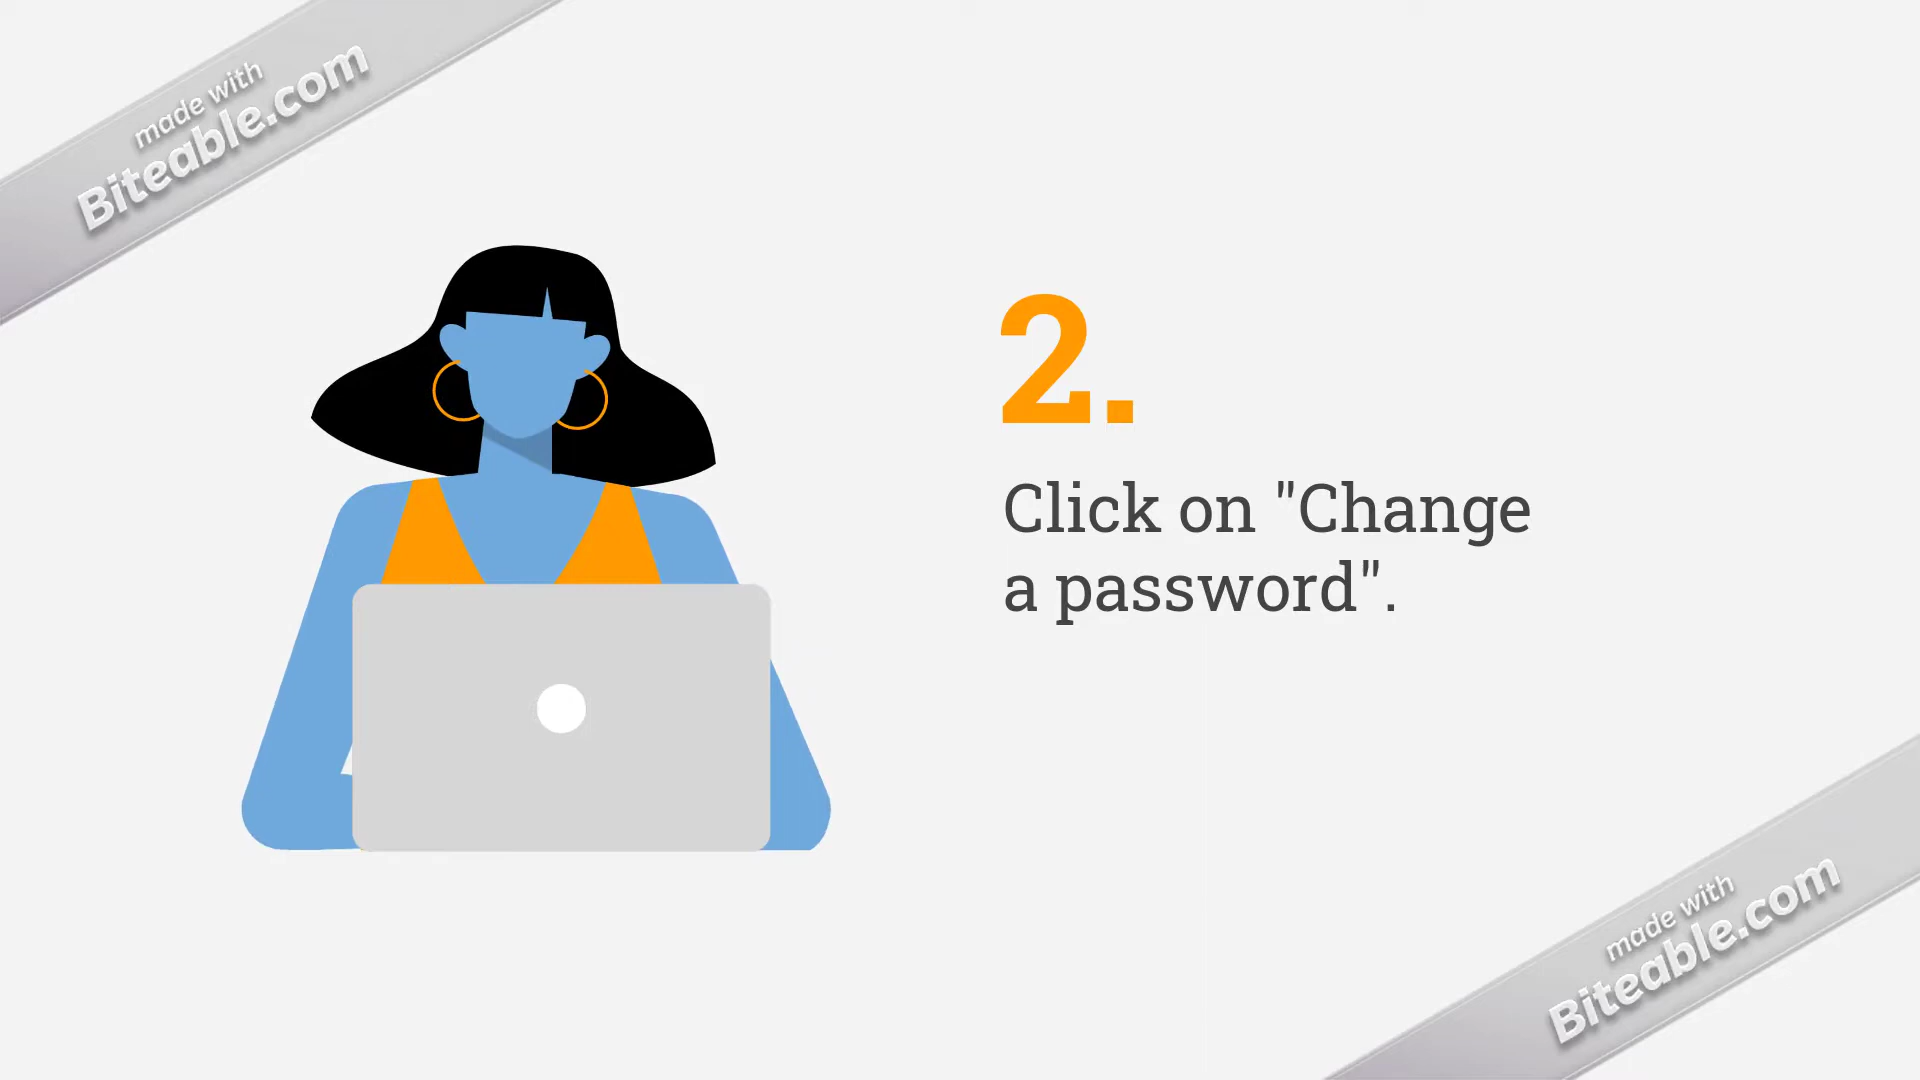 made with
Biteable.com
2.
Click on "Change
a password".
made with
Biteable.com